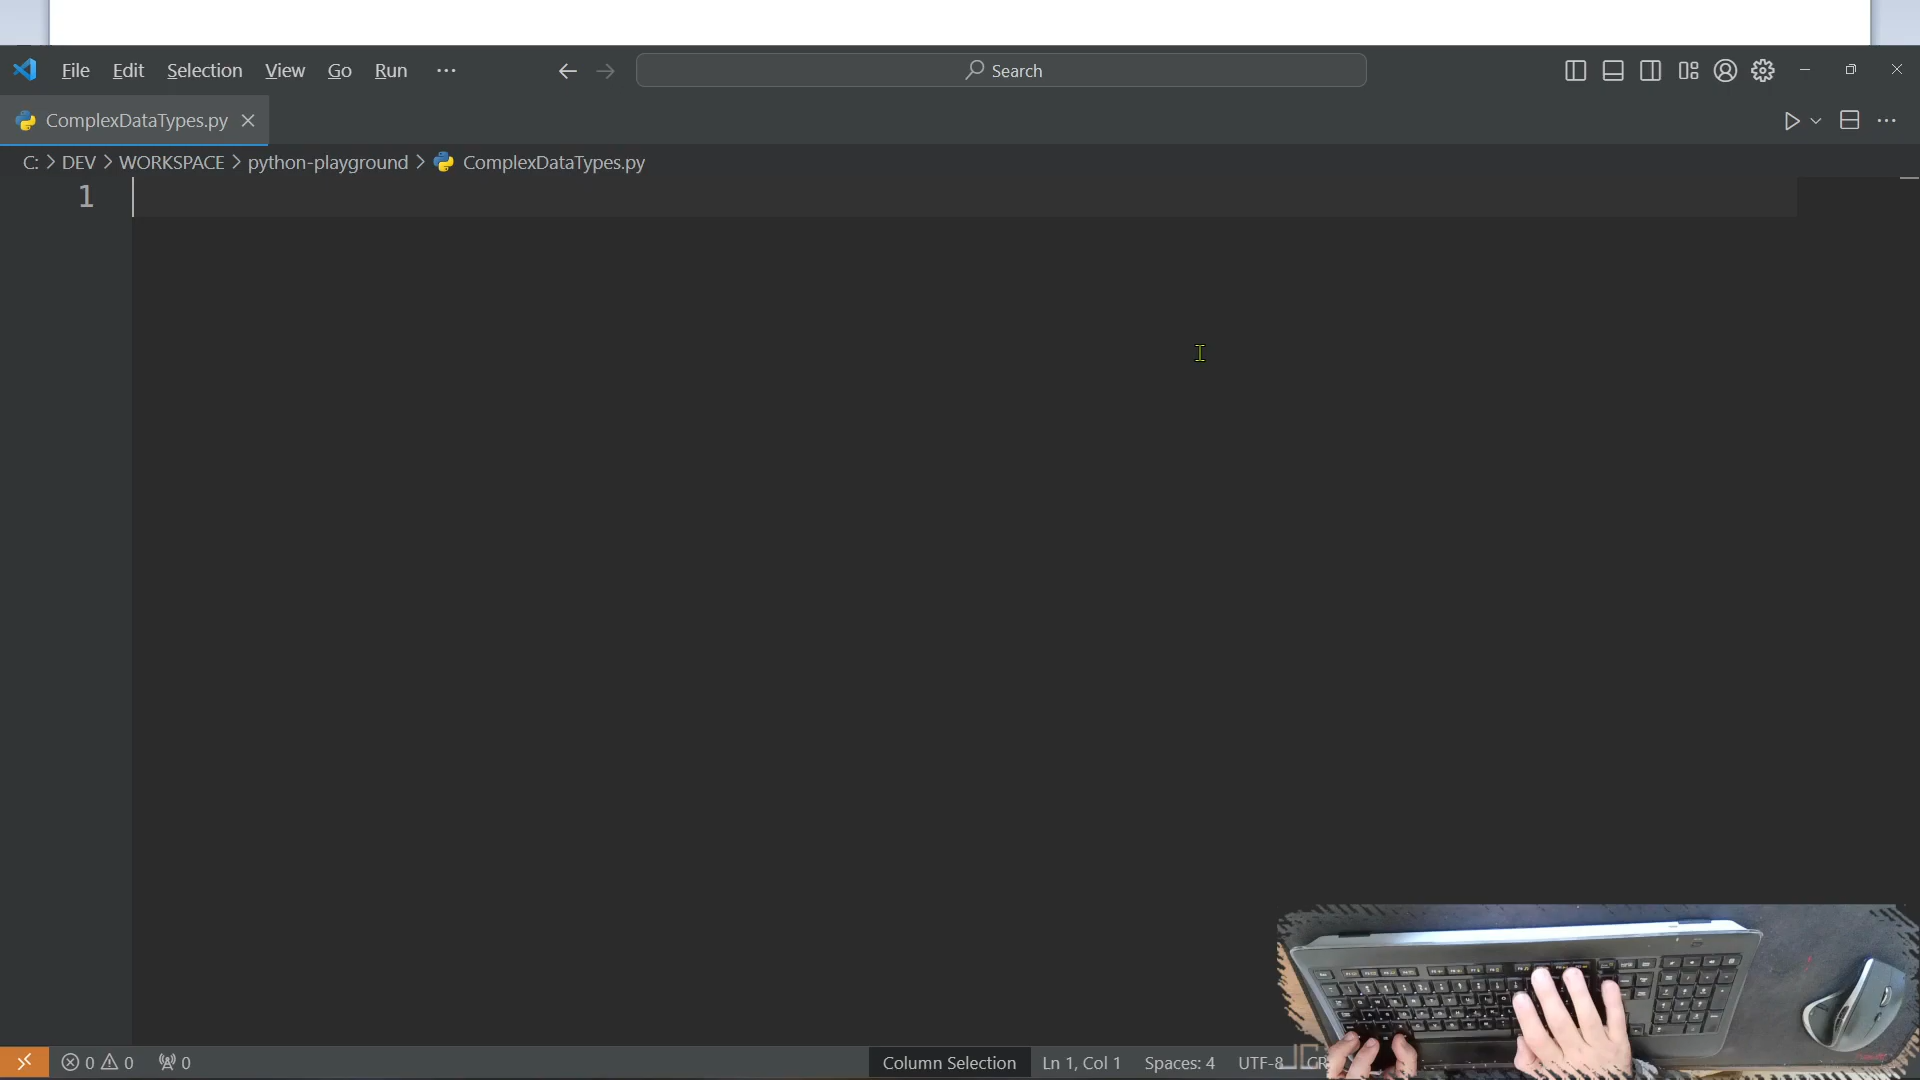 File Edit Selection View Go Run ... Search
ComplexDataTypes.py
C: > DEV > WORKSPACE > python-playground > ComplexDataTypes.py
1
0 0 0 Column Selection Ln 1, Col 1 Spaces: 4 UTF-8